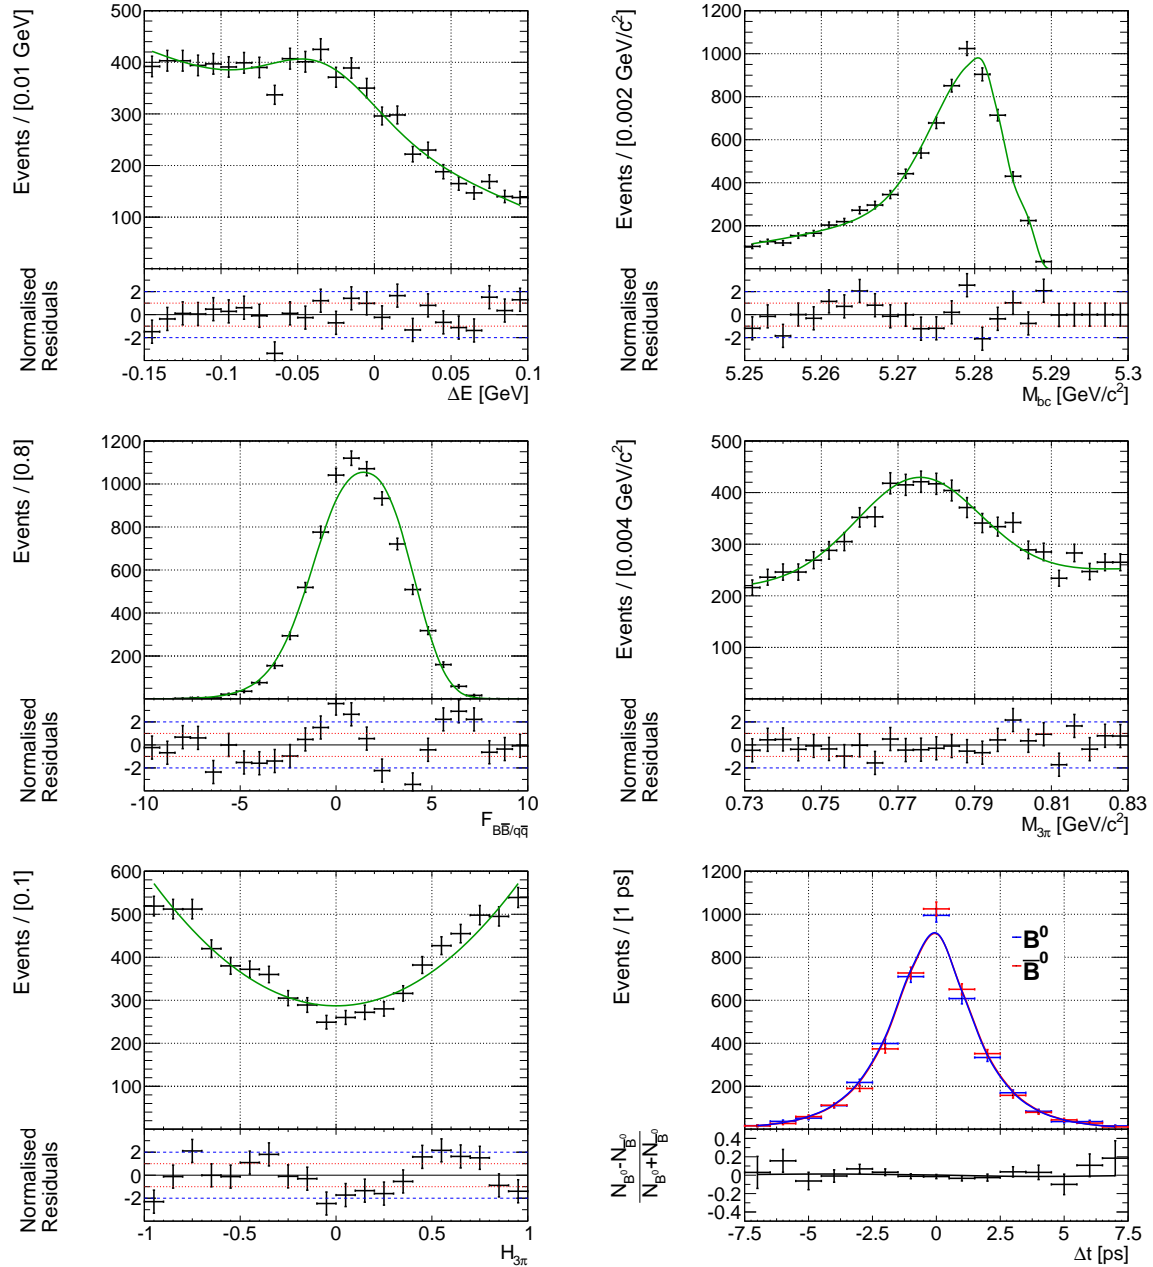 Events / [0.01 GeV]
500
400
300
200
100
Normalised
Residuals
2
0
-2
-0.15 -0.1 -0.05 0 0.05 0.1
ΔE [GeV]
Events / [0.002 GeV/c²]
1200
1000
800
600
400
200
Normalised
Residuals
2
0
-2
5.25 5.26 5.27 5.28 5.29 5.3
M_bc [GeV/c²]
Events / [0.8]
1200
1000
800
600
400
200
Normalised
Residuals
2
0
-2
-10 -5 0 5 10
F_BB̅/qq̅
Events / [0.004 GeV/c²]
500
400
300
200
100
Normalised
Residuals
2
0
-2
0.73 0.75 0.77 0.79 0.81 0.83
M_3π [GeV/c²]
Events / [0.1]
600
500
400
300
200
100
Normalised
Residuals
2
0
-2
-1 -0.5 0 0.5 1
H_3π
Events / [1 ps]
1200
1000
800
600
400
200
B⁰
B̅⁰
N_B⁰-N_B̅⁰
N_B⁰+N_B̅⁰
0.4
0.2
0
-0.2
-0.4
-7.5 -5 -2.5 0 2.5 5 7.5
Δt [ps]